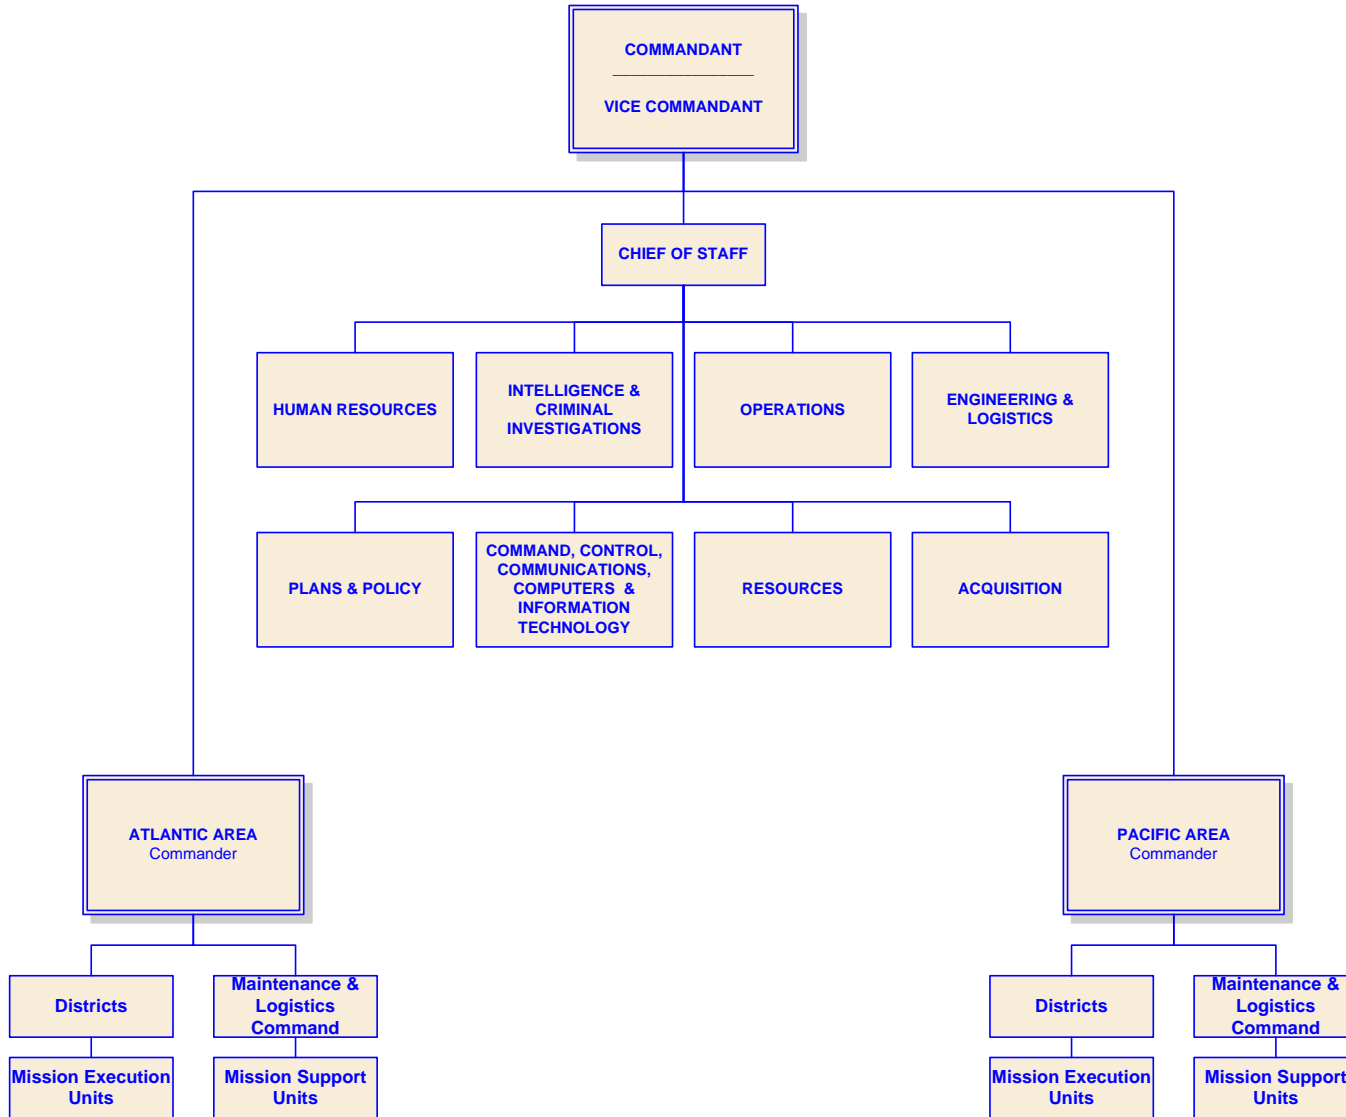 COMMANDANT
VICE COMMANDANT
CHIEF OF STAFF
HUMAN RESOURCES
INTELLIGENCE &
CRIMINAL
INVESTIGATIONS
OPERATIONS
ENGINEERING &
LOGISTICS
PLANS & POLICY
COMMAND, CONTROL,
COMMUNICATIONS,
COMPUTERS &
INFORMATION
TECHNOLOGY
RESOURCES
ACQUISITION
ATLANTIC AREA
Commander
PACIFIC AREA
Commander
Districts
Maintenance &
Logistics
Command
Districts
Maintenance &
Logistics
Command
Mission Execution
Units
Mission Support
Units
Mission Execution
Units
Mission Support
Units